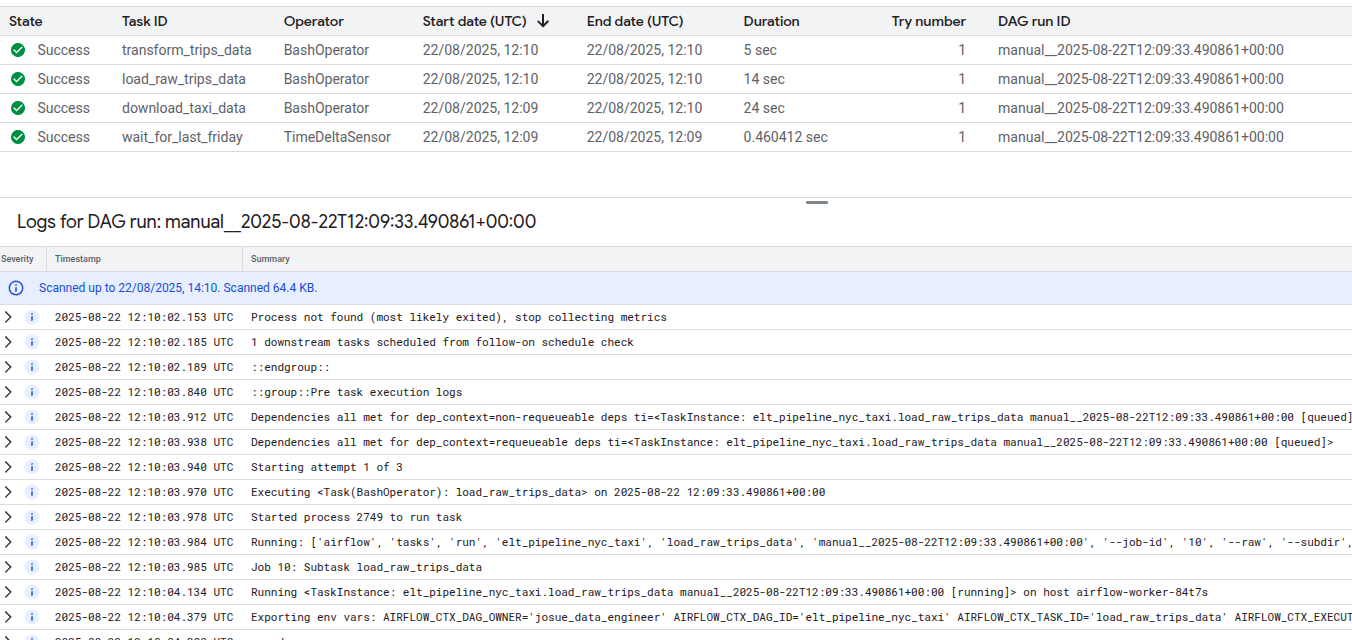 State Task ID Operator Start date (UTC) End date (UTC) Duration Try number DAG run ID
Success transform_trips_data BashOperator 22/08/2025, 12:10 22/08/2025, 12:10 5 sec 1 manual__2025-08-22T12:09:33.490861+00:00
Success load_raw_trips_data BashOperator 22/08/2025, 12:10 22/08/2025, 12:10 14 sec 1 manual__2025-08-22T12:09:33.490861+00:00
Success download_taxi_data BashOperator 22/08/2025, 12:09 22/08/2025, 12:10 24 sec 1 manual__2025-08-22T12:09:33.490861+00:00
Success wait_for_last_friday TimeDeltaSensor 22/08/2025, 12:09 22/08/2025, 12:09 0.460412 sec 1 manual__2025-08-22T12:09:33.490861+00:00
Logs for DAG run: manual__2025-08-22T12:09:33.490861+00:00
Severity Timestamp Summary
Scanned up to 22/08/2025, 14:10. Scanned 64.4 KB.
2025-08-22 12:10:02.153 UTC Process not found (most likely exited), stop collecting metrics
2025-08-22 12:10:02.185 UTC 1 downstream tasks scheduled from follow-on schedule check
2025-08-22 12:10:02.189 UTC ::endgroup::
2025-08-22 12:10:03.840 UTC ::group::Pre task execution logs
2025-08-22 12:10:03.912 UTC Dependencies all met for dep_context=non-requeueable deps ti=<TaskInstance: elt_pipeline_nyc_taxi.load_raw_trips_data manual__2025-08-22T12:09:33.490861+00:00 [queued]
2025-08-22 12:10:03.938 UTC Dependencies all met for dep_context=requeueable deps ti=<TaskInstance: elt_pipeline_nyc_taxi.load_raw_trips_data manual__2025-08-22T12:09:33.490861+00:00 [queued]>
2025-08-22 12:10:03.940 UTC Starting attempt 1 of 3
2025-08-22 12:10:03.970 UTC Executing <Task(BashOperator): load_raw_trips_data> on 2025-08-22 12:09:33.490861+00:00
2025-08-22 12:10:03.978 UTC Started process 2749 to run task
2025-08-22 12:10:03.984 UTC Running: ['airflow', 'tasks', 'run', 'elt_pipeline_nyc_taxi', 'load_raw_trips_data', 'manual__2025-08-22T12:09:33.490861+00:00', '--job-id', '10', '--raw', '--subdir',
2025-08-22 12:10:03.985 UTC Job 10: Subtask load_raw_trips_data
2025-08-22 12:10:04.134 UTC Running <TaskInstance: elt_pipeline_nyc_taxi.load_raw_trips_data manual__2025-08-22T12:09:33.490861+00:00 [running]> on host airflow-worker-84t7s
2025-08-22 12:10:04.379 UTC Exporting env vars: AIRFLOW_CTX_DAG_OWNER='josue_data_engineer' AIRFLOW_CTX_DAG_ID='elt_pipeline_nyc_taxi' AIRFLOW_CTX_TASK_ID='load_raw_trips_data' AIRFLOW_CTX_EXECUT